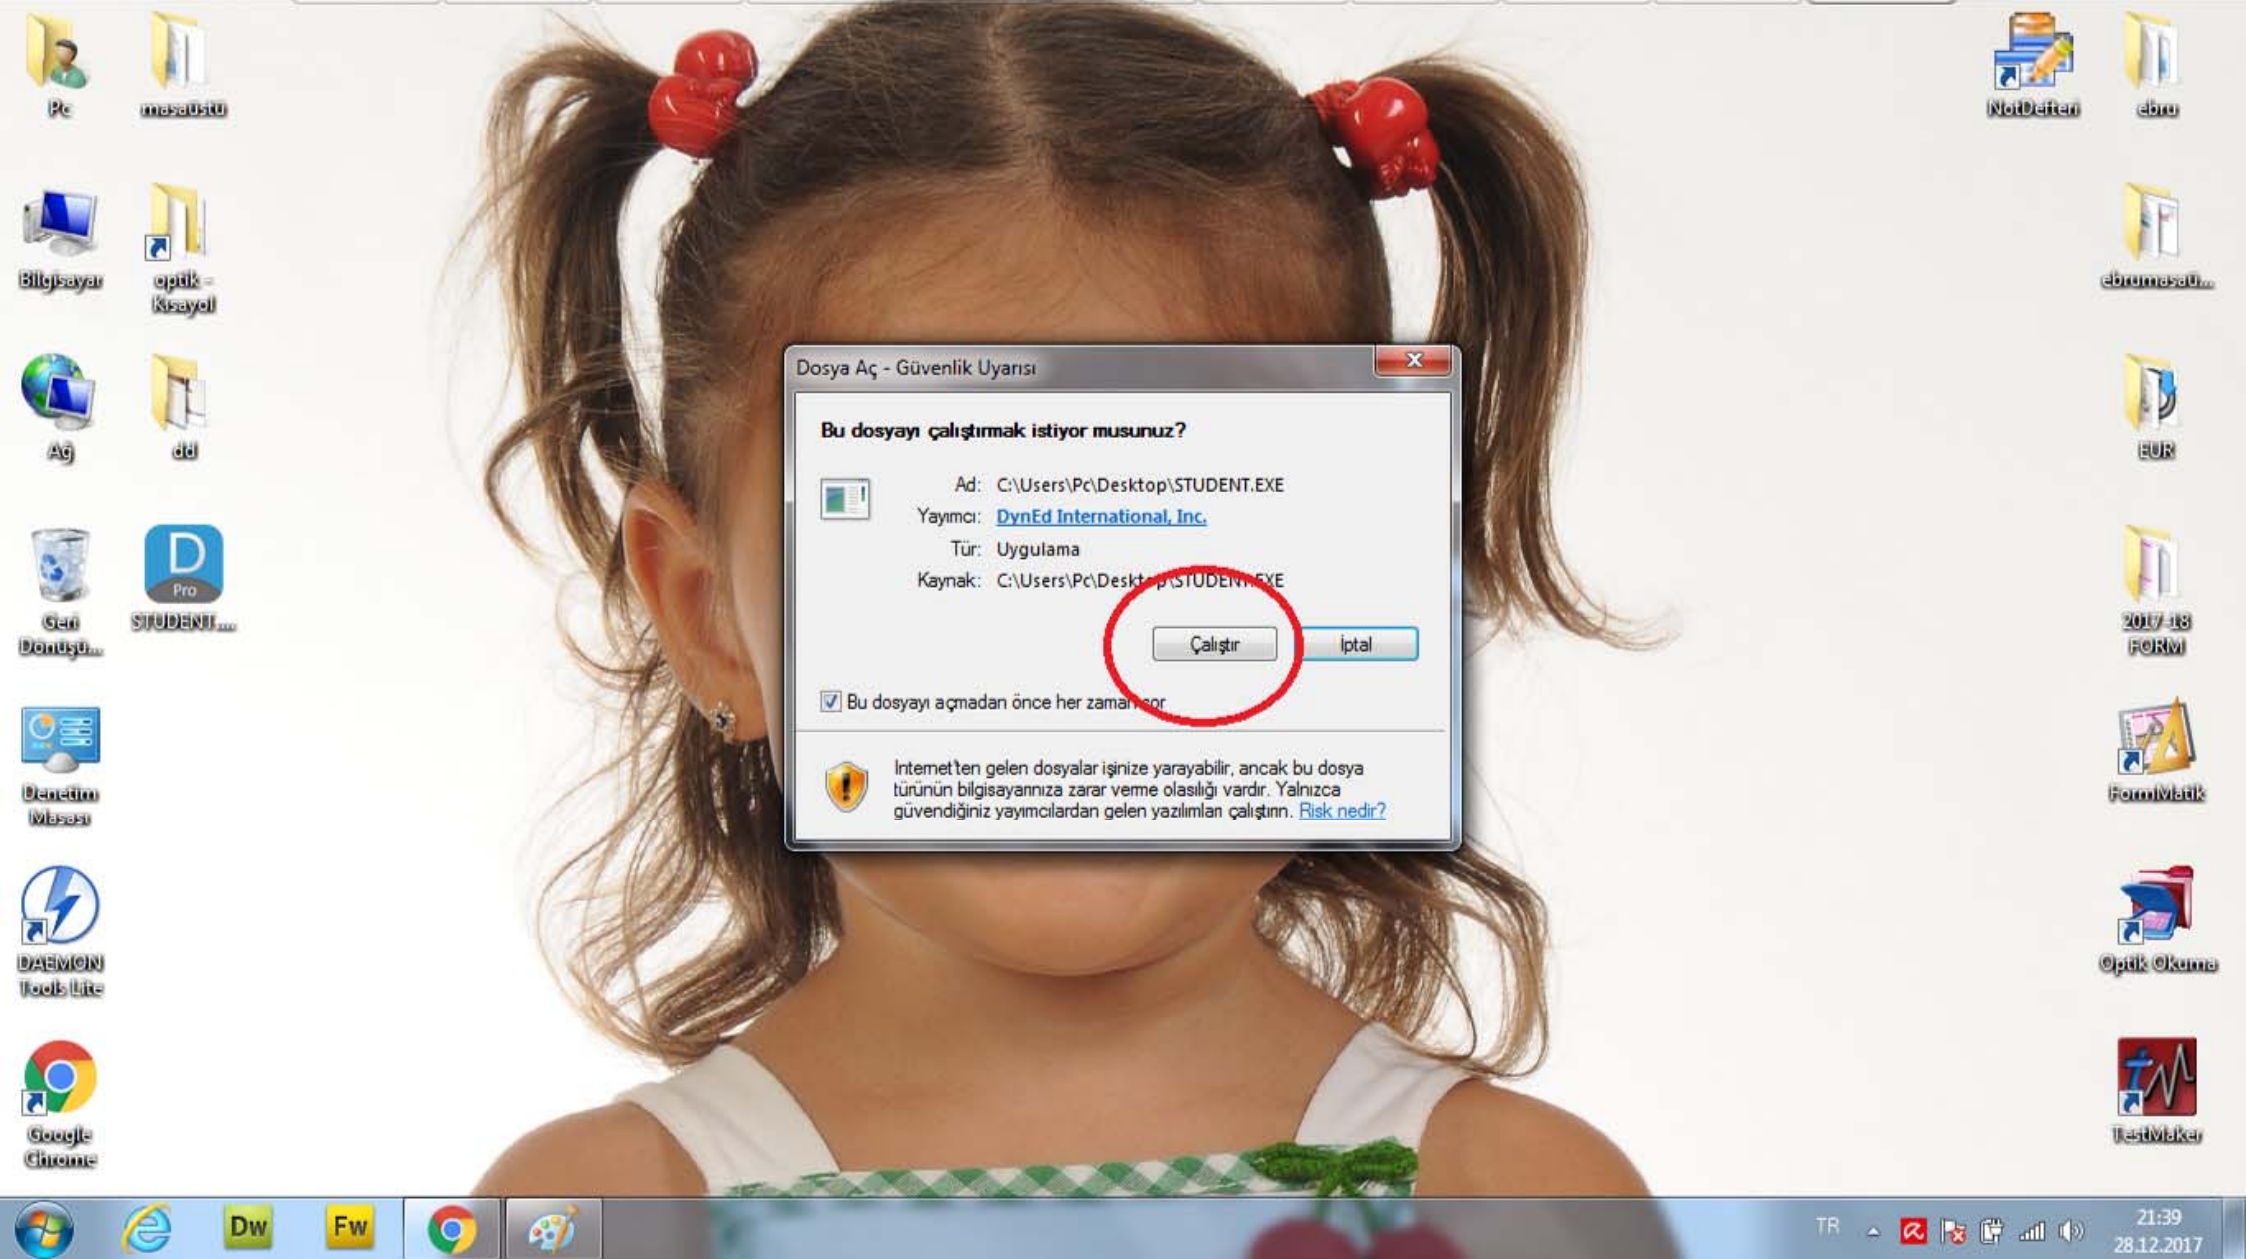 Pc
masaüstü
NotDefteri
ebru
Bilgisayar
optik -
Kısayol
ebrumasaü...
Ağ
dd
EUR
Geri
Dönüşü...
D
Pro
STUDENT....
2017-18
FORM
Denetim
Masası
FormMatik
DAEMON
Tools Lite
Optik Okuma
Google
Chrome
TestMaker
Dosya Aç - Güvenlik Uyarısı
Bu dosyayı çalıştırmak istiyor musunuz?
Ad: C:\Users\Pc\Desktop\STUDENT.EXE
Yayımcı: DynEd International, Inc.
Tür: Uygulama
Kaynak: C:\Users\Pc\Desktop\STUDENT.EXE
Çalıştır
İptal
Bu dosyayı açmadan önce her zaman sor
Internet'ten gelen dosyalar işinize yarayabilir, ancak bu dosya
türünün bilgisayarınıza zarar verme olasılığı vardır. Yalnızca
güvendiğiniz yayımcılardan gelen yazılımları çalıştırın. Risk nedir?
Dw
Fw
TR
21:39
28.12.2017